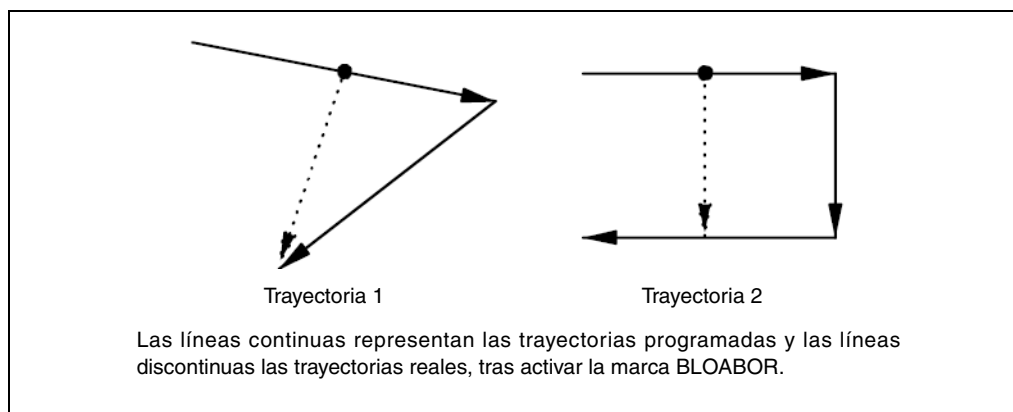 Trayectoria 1
Trayectoria 2
Las líneas continuas representan las trayectorias programadas y las líneas
discontinuas las trayectorias reales, tras activar la marca BLOABOR.